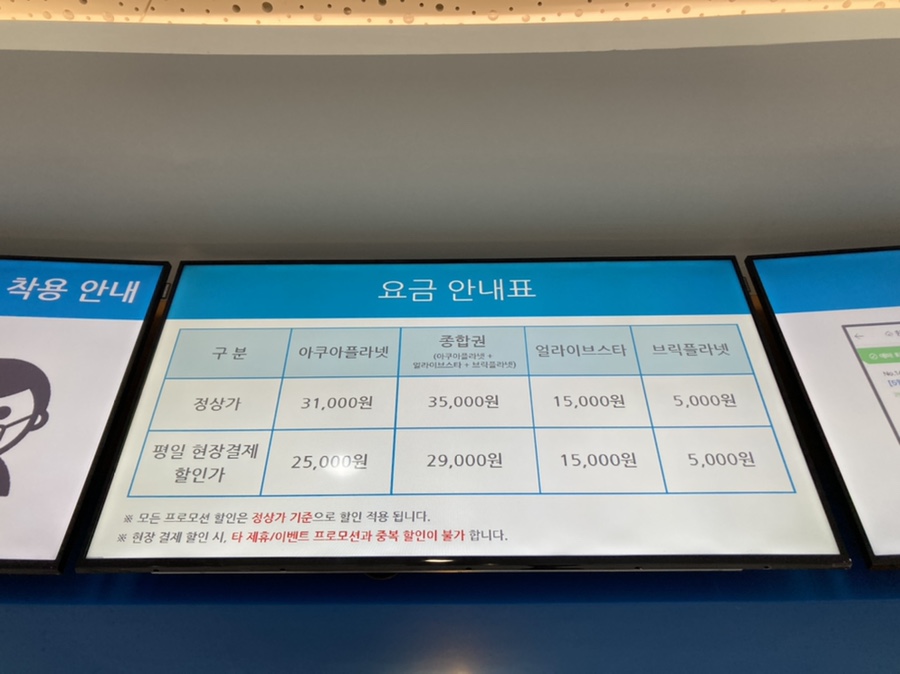 착용 안내
요금 안내표
구 분
아쿠아플라넷
종합권
(아쿠아플라넷 +
얼라이브스타 + 브릭플라넷)
얼라이브스타
브릭플라넷
정상가
31,000원
35,000원
15,000원
5,000원
평일 현장결제
할인가
25,000원
29,000원
15,000원
5,000원
※ 모든 프로모션 할인은 정상가 기준으로 할인 적용 됩니다.
※ 현장 결제 할인 시, 타 제휴/이벤트 프로모션과 중복 할인이 불가 합니다.